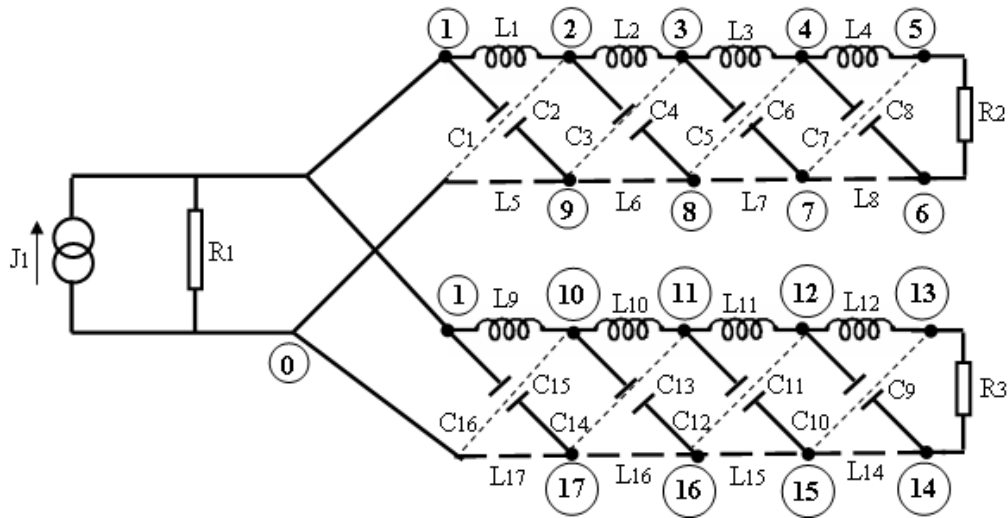 1 2 3 4 5
L1 L2 L3 L4
C1 C2 C3 C4 C5 C6 C7 C8 R2
L5 L6 L7 L8
9 8 7 6
J1 R1
0
1 10 11 12 13
L9 L10 L11 L12
C16 C15 C14 C13 C12 C11 C10 C9 R3
L17 L16 L15 L14
17 16 15 14